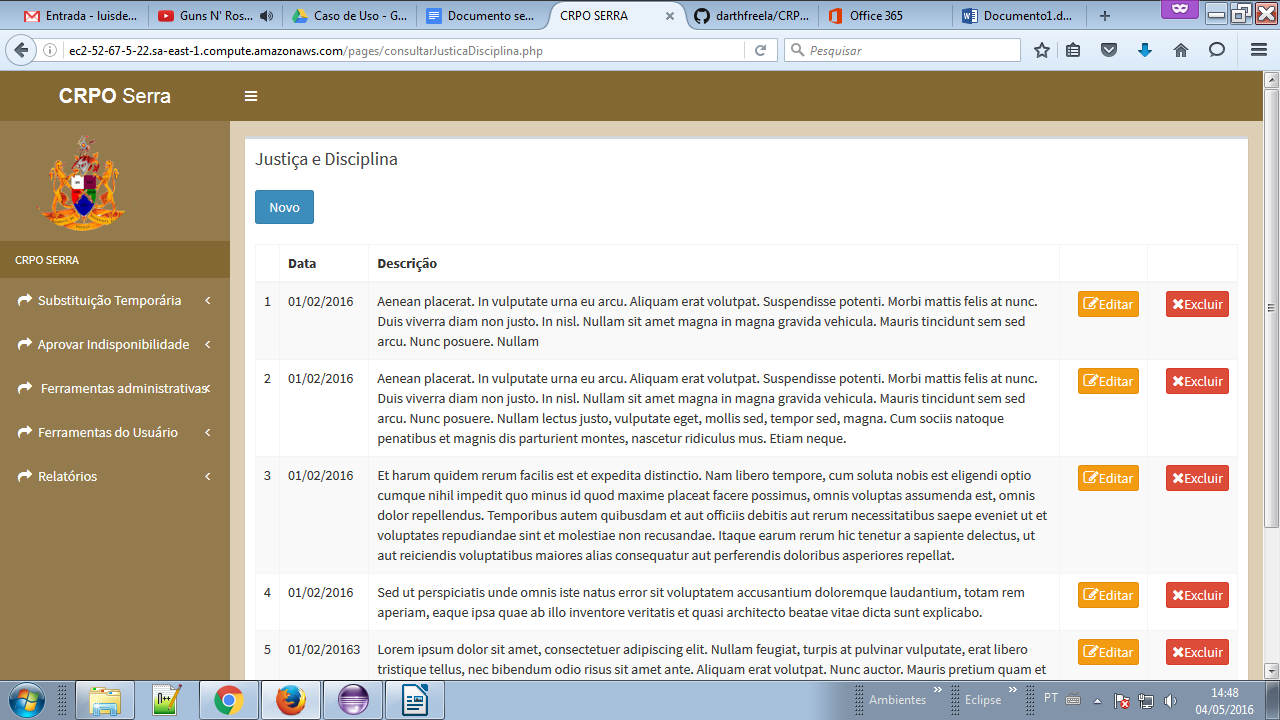 Entrada - luisde...
Guns N' Ros...
Caso de Uso - G...
Documento se...
CRPO SERRA
darthfreela/CRP...
Office 365
Documento1.d...
ec2-52-67-5-22.sa-east-1.compute.amazonaws.com/pages/consultarJusticaDisciplina.php
Pesquisar
CRPO Serra
CRPO SERRA
Substituição Temporária
Aprovar Indisponibilidade
Ferramentas administrativas
Ferramentas do Usuário
Relatórios
Justiça e Disciplina
Novo
Data Descrição
1 01/02/2016 Aenean placerat. In vulputate urna eu arcu. Aliquam erat volutpat. Suspendisse potenti. Morbi mattis felis at nunc. Editar Excluir
Duis viverra diam non justo. In nisl. Nullam sit amet magna in magna gravida vehicula. Mauris tincidunt sem sed
arcu. Nunc posuere. Nullam
2 01/02/2016 Aenean placerat. In vulputate urna eu arcu. Aliquam erat volutpat. Suspendisse potenti. Morbi mattis felis at nunc. Editar Excluir
Duis viverra diam non justo. In nisl. Nullam sit amet magna in magna gravida vehicula. Mauris tincidunt sem sed
arcu. Nunc posuere. Nullam lectus justo, vulputate eget, mollis sed, tempor sed, magna. Cum sociis natoque
penatibus et magnis dis parturient montes, nascetur ridiculus mus. Etiam neque.
3 01/02/2016 Et harum quidem rerum facilis est et expedita distinctio. Nam libero tempore, cum soluta nobis est eligendi optio Editar Excluir
cumque nihil impedit quo minus id quod maxime placeat facere possimus, omnis voluptas assumenda est, omnis
dolor repellendus. Temporibus autem quibusdam et aut officiis debitis aut rerum necessitatibus saepe eveniet ut et
voluptates repudiandae sint et molestiae non recusandae. Itaque earum rerum hic tenetur a sapiente delectus, ut
aut reiciendis voluptatibus maiores alias consequatur aut perferendis doloribus asperiores repellat.
4 01/02/2016 Sed ut perspiciatis unde omnis iste natus error sit voluptatem accusantium doloremque laudantium, totam rem Editar Excluir
aperiam, eaque ipsa quae ab illo inventore veritatis et quasi architecto beatae vitae dicta sunt explicabo.
5 01/02/20163 Lorem ipsum dolor sit amet, consectetuer adipiscing elit. Nullam feugiat, turpis at pulvinar vulputate, erat libero Editar Excluir
tristique tellus, nec bibendum odio risus sit amet ante. Aliquam erat volutpat. Nunc auctor. Mauris pretium quam et
Ambientes
Eclipse
PT
14:48
04/05/2016